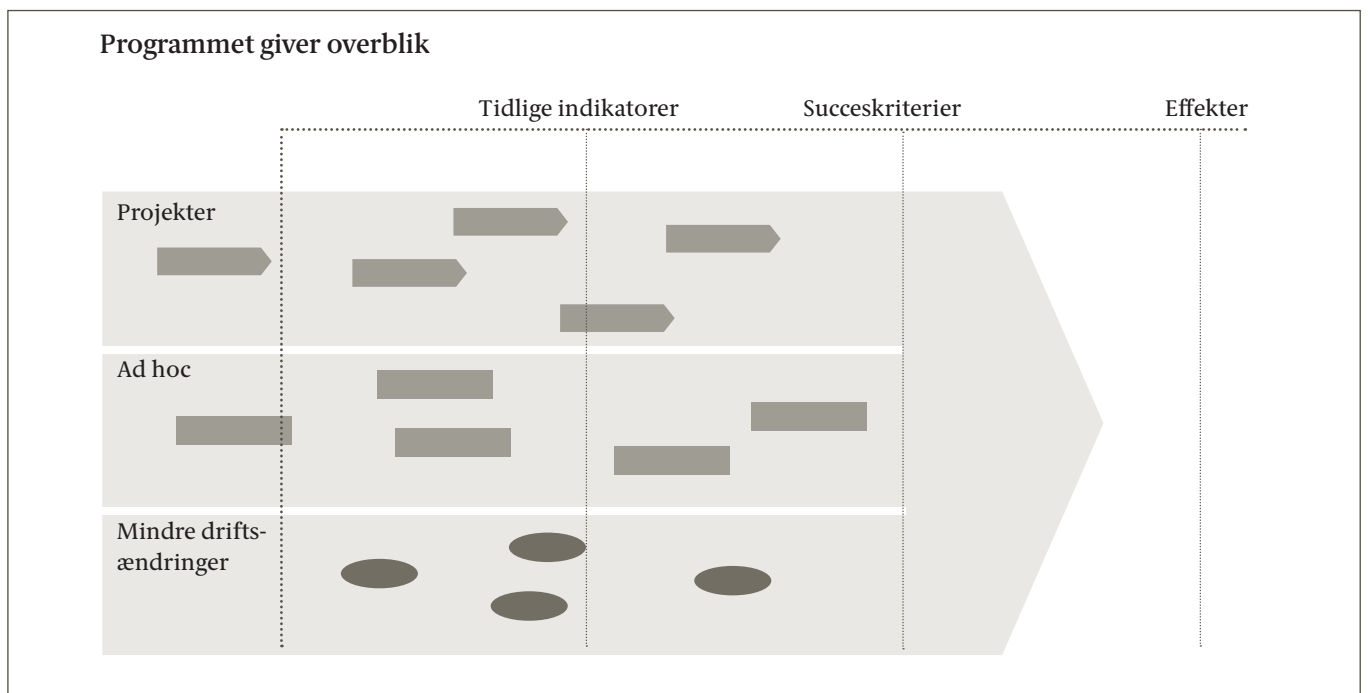 Programmet giver overblik
Tidlige indikatorer
Succeskriterier
Effekter
Projekter
Ad hoc
Mindre drifts-
ændringer